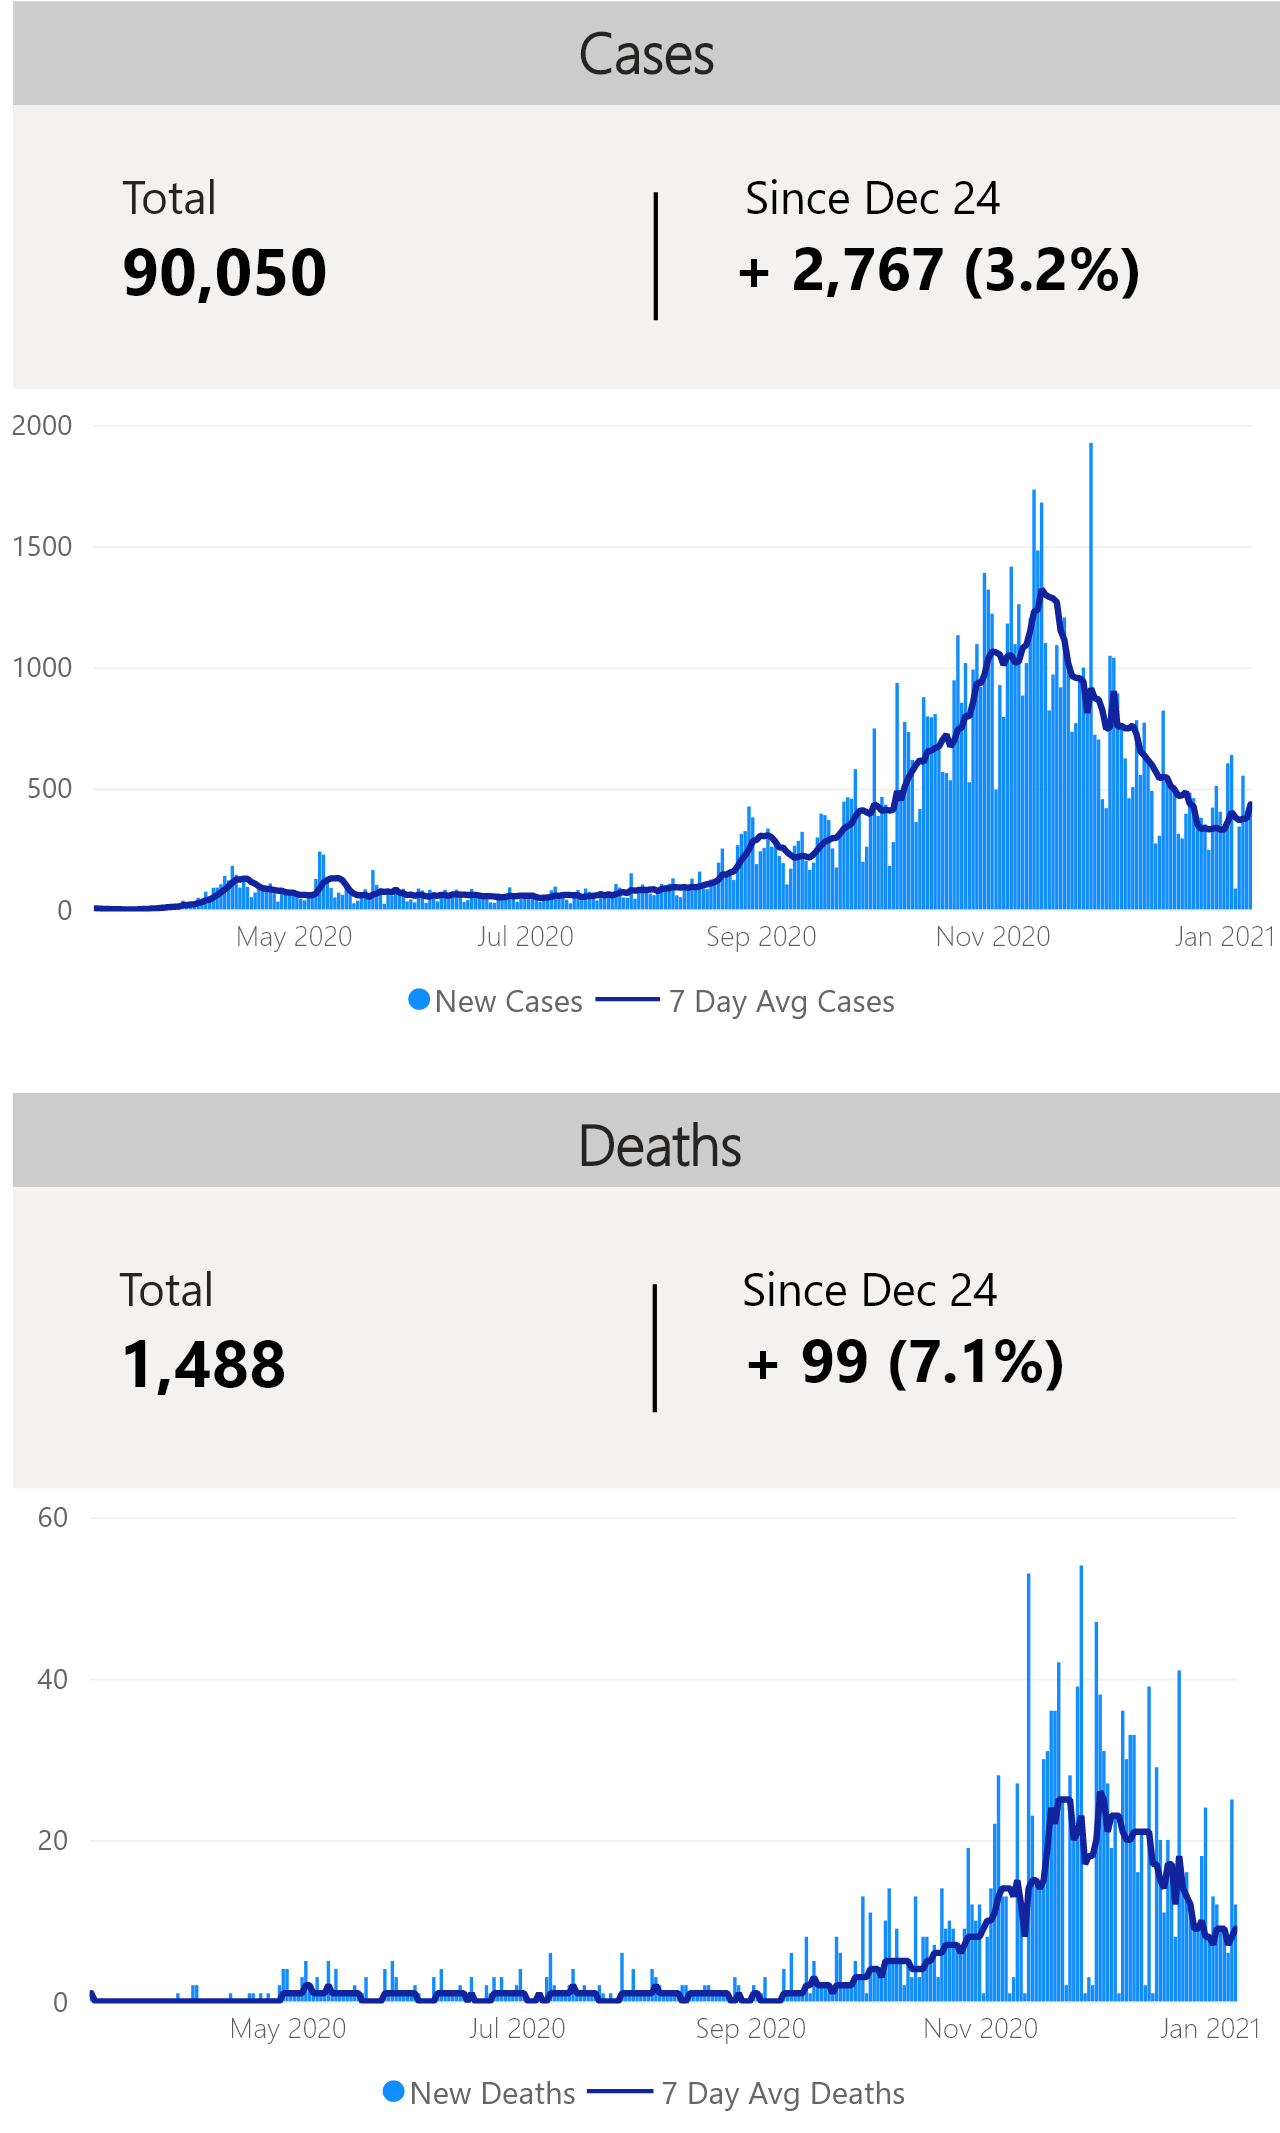 Cases
Total
Since Dec 24
90,050
+ 2,767 (3.2%)
2000
1500
1000
500
0
May 2020
Jul 2020
Sep 2020
Nov 2020
Jan 2021
New Cases
7 Day Avg Cases
Deaths
Total
Since Dec 24
1,488
+ 99 (7.1%)
60
40
20
0
May 2020
Jul 2020
Sep 2020
Nov 2020
Jan 2021
New Deaths
7 Day Avg Deaths